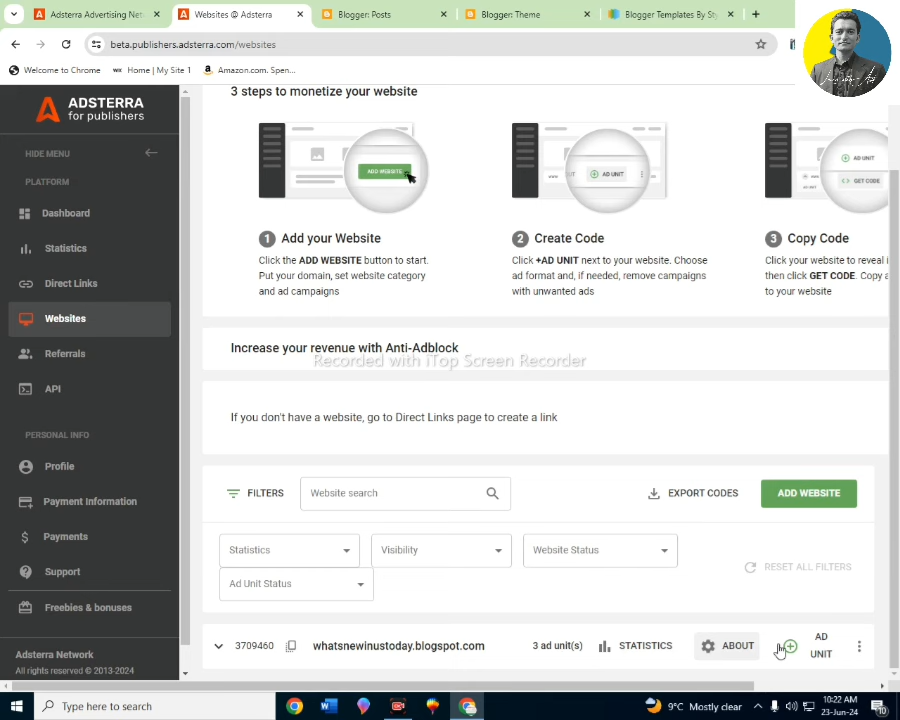 Adsterra Advertising Netw
Websites @ Adsterra
Blogger: Posts
Blogger: Theme
Blogger Templates By Sty
beta.publishers.adsterra.com/websites
Welcome to Chrome
WIX Home | My Site 1
Amazon.com. Spen...
ADSTERRA
for publishers
HIDE MENU
PLATFORM
Dashboard
Statistics
Direct Links
Websites
Referrals
API
PERSONAL INFO
Profile
Payment Information
Payments
Support
Freebies & bonuses
Adsterra Network
All rights reserved © 2013-2024
3 steps to monetize your website
ADD WEBSITE
AD UNIT
AD UNIT
GET CODE
1 Add your Website
Click the ADD WEBSITE button to start.
Put your domain, set website category
and ad campaigns
2 Create Code
Click +AD UNIT next to your website. Choose
ad format and, if needed, remove campaigns
with unwanted ads
3 Copy Code
Click your website to reveal
then click GET CODE. Copy a
to your website
Increase your revenue with Anti-Adblock
Recorded with iTop Screen Recorder
If you don't have a website, go to Direct Links page to create a link
FILTERS
Website search
EXPORT CODES
ADD WEBSITE
Statistics
Visibility
Website Status
RESET ALL FILTERS
Ad Unit Status
3709460
whatsnewinustoday.blogspot.com
3 ad unit(s)
STATISTICS
ABOUT
AD
UNIT
Type here to search
9°C Mostly clear
10:22 AM
23-Jun-24
10